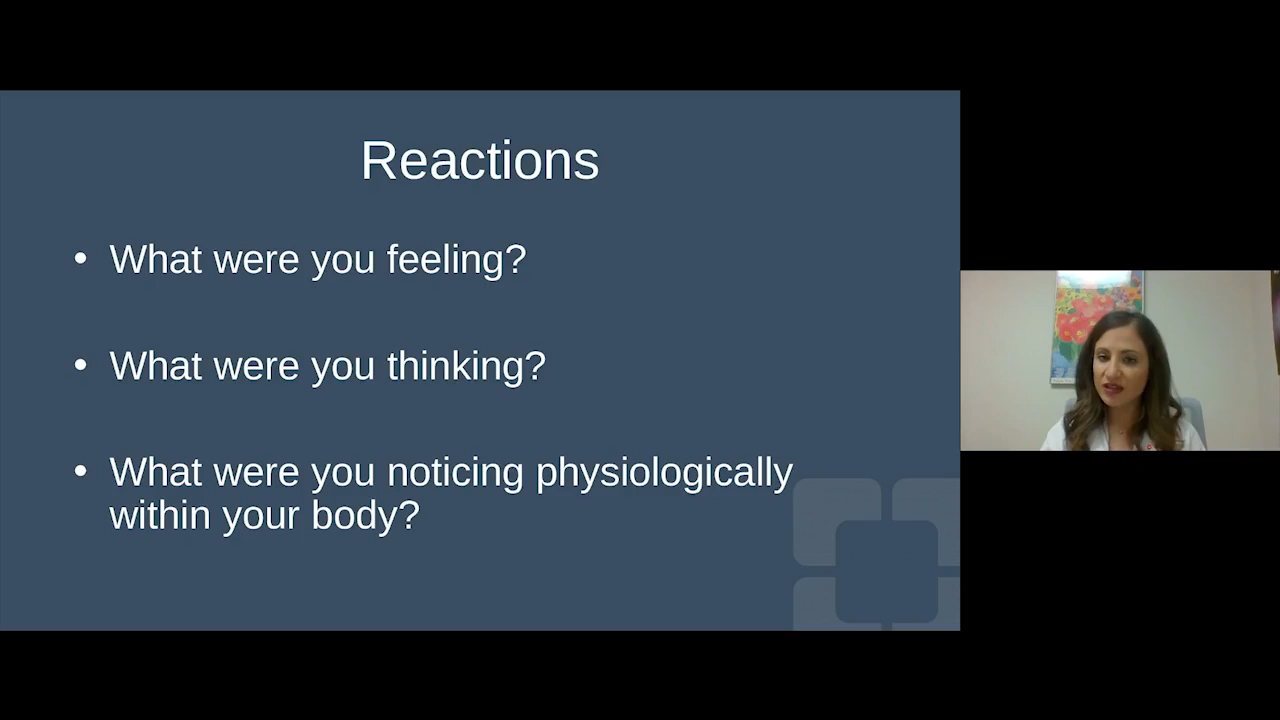 Reactions
• What were you feeling?
• What were you thinking?
• What were you noticing physiologically
within your body?